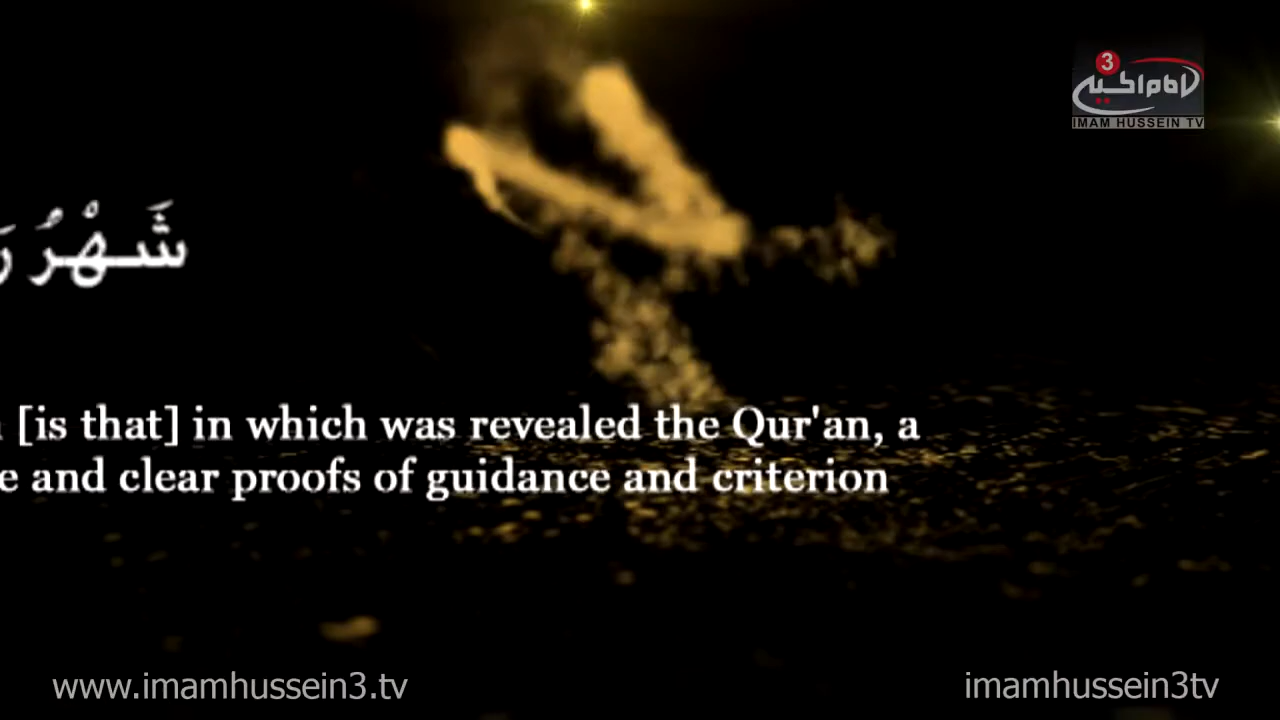 3
IMAM HUSSEIN TV
شَهْرُ
[is that] in which was revealed the Qur'an, a
and clear proofs of guidance and criterion
www.imamhussein3.tv
imamhussein3tv